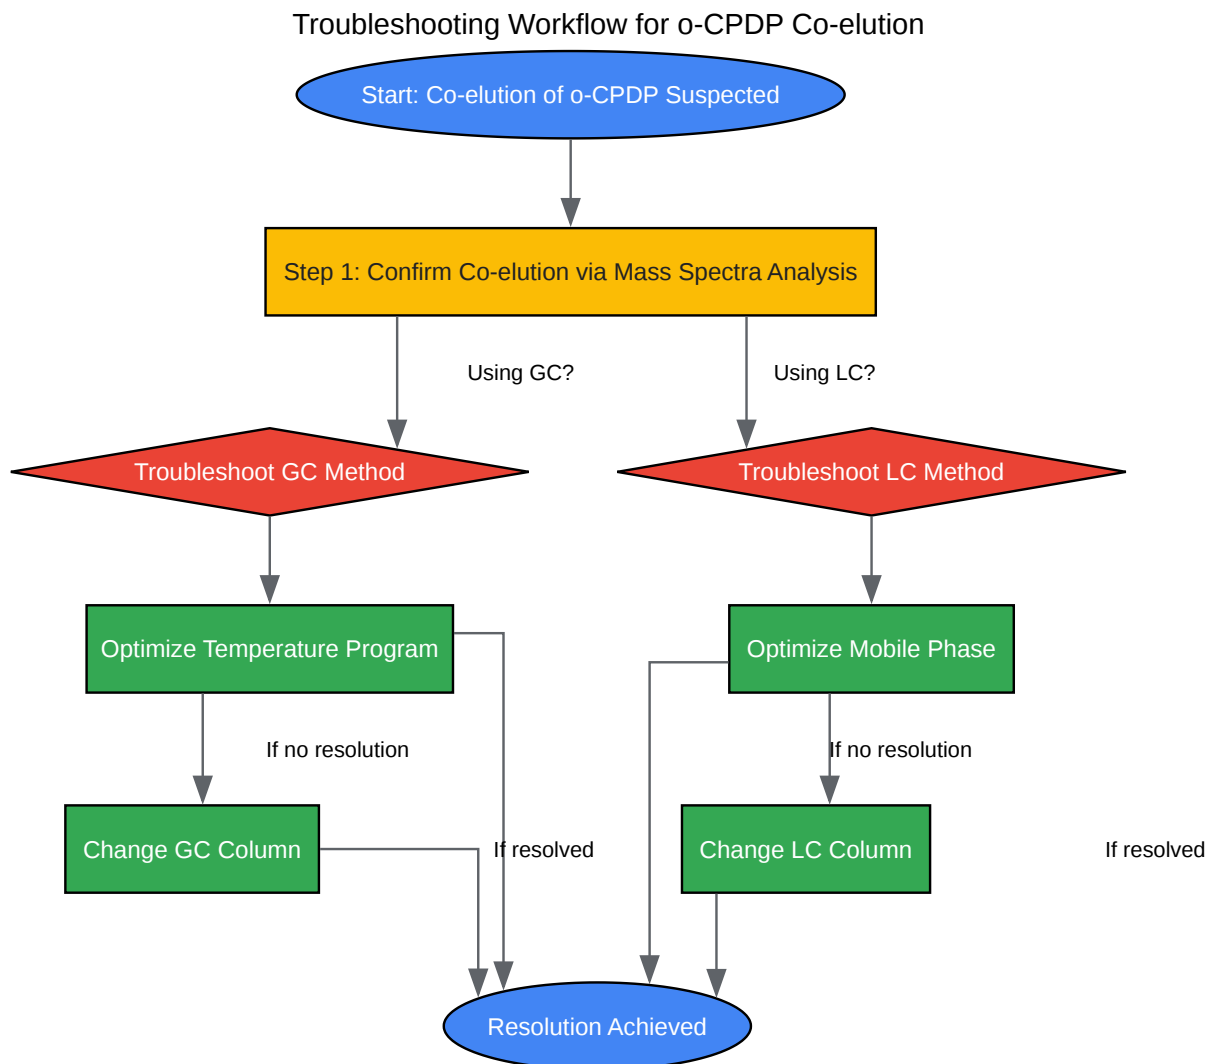 Troubleshooting Workflow for o-CPDP Co-elution
Start: Co-elution of o-CPDP Suspected
Step 1: Confirm Co-elution via Mass Spectra Analysis
Using GC?
Using LC?
Troubleshoot GC Method
Troubleshoot LC Method
Optimize Temperature Program
Optimize Mobile Phase
If no resolution
If no resolution
Change GC Column
If resolved
Change LC Column
If resolved
Resolution Achieved